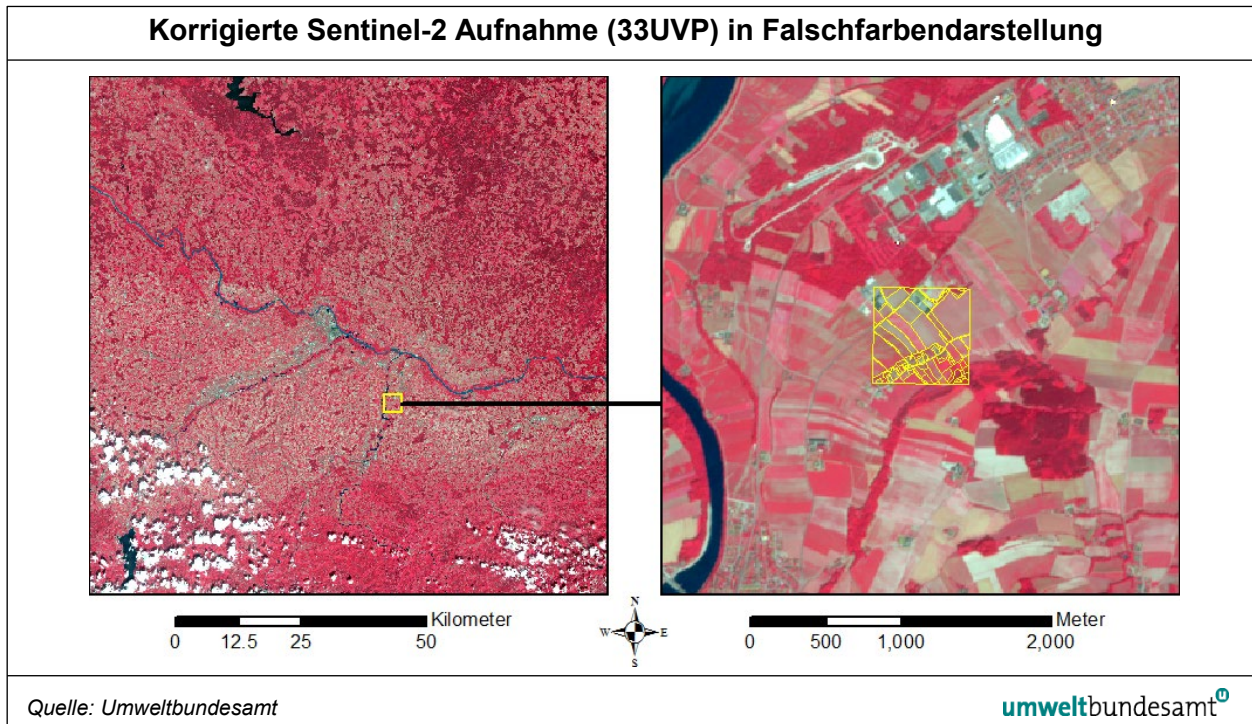 Korrigierte Sentinel-2 Aufnahme (33UVP) in Falschfarbendarstellung
Kilometer
0 12.5 25 50
N
W E
S
Meter
0 500 1,000 2,000
Quelle: Umweltbundesamt
umweltbundesamt u